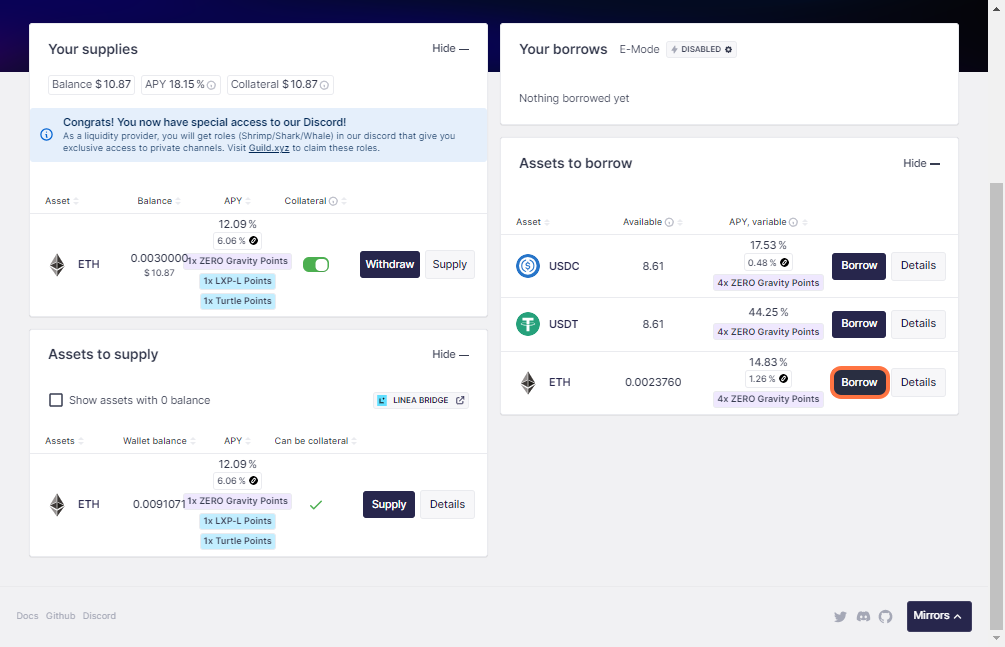 Your supplies
Hide
Balance $10.87
APY 18.15%
Collateral $10.87
Congrats! You now have special access to our Discord!
As a liquidity provider, you will get roles (Shrimp/Shark/Whale) in our discord that give you
exclusive access to private channels. Visit Guild.xyz to claim these roles.
Asset Balance APY Collateral
ETH
0.0030000
$10.87
12.09%
6.06%
1x ZERO Gravity Points
1x LXP-L Points
1x Turtle Points
Withdraw
Supply
Assets to supply
Hide
Show assets with 0 balance
LINEA BRIDGE
Assets Wallet balance APY Can be collateral
ETH
0.0091071
12.09%
6.06%
1x ZERO Gravity Points
1x LXP-L Points
1x Turtle Points
Supply
Details
Your borrows
E-Mode
DISABLED
Nothing borrowed yet
Assets to borrow
Hide
Asset Available APY, variable
USDC
8.61
17.53%
0.48%
4x ZERO Gravity Points
Borrow
Details
USDT
8.61
44.25%
4x ZERO Gravity Points
Borrow
Details
ETH
0.0023760
14.83%
1.26%
4x ZERO Gravity Points
Borrow
Details
Docs Github Discord
Mirrors